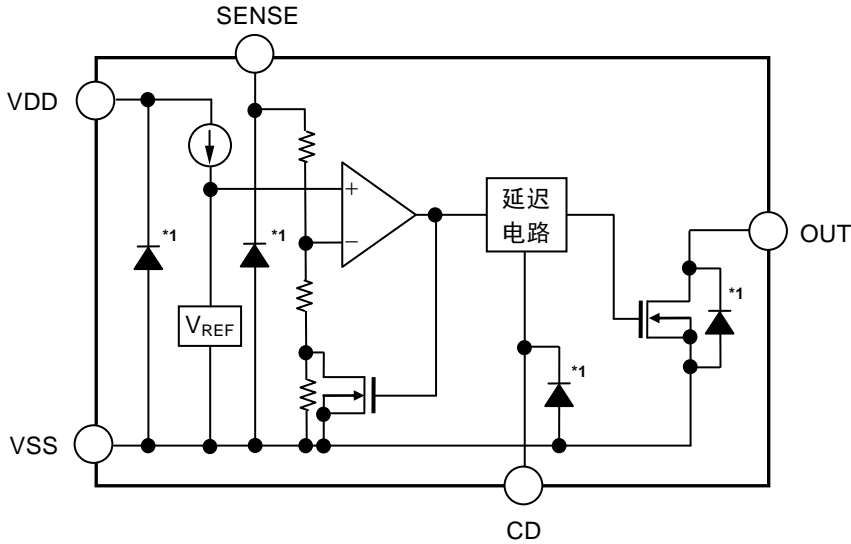 SENSE
VDD
*1
*1
+
−
VREF
延迟
电路
OUT
*1
*1
VSS
CD